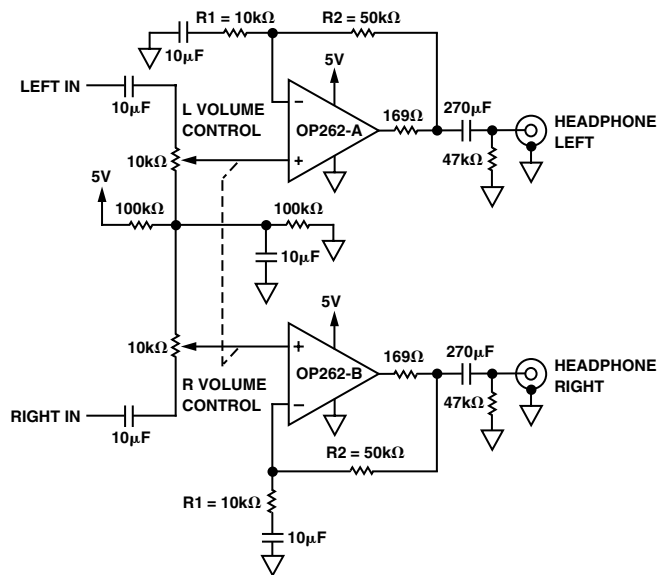 R1 = 10kΩ
R2 = 50kΩ
10µF
5V
LEFT IN
10µF
L VOLUME
CONTROL
OP262-A
169Ω
270µF
HEADPHONE
LEFT
10kΩ
47kΩ
5V
100kΩ
100kΩ
10µF
5V
10kΩ
OP262-B
169Ω
270µF
HEADPHONE
RIGHT
R VOLUME
CONTROL
47kΩ
RIGHT IN
10µF
R2 = 50kΩ
R1 = 10kΩ
10µF